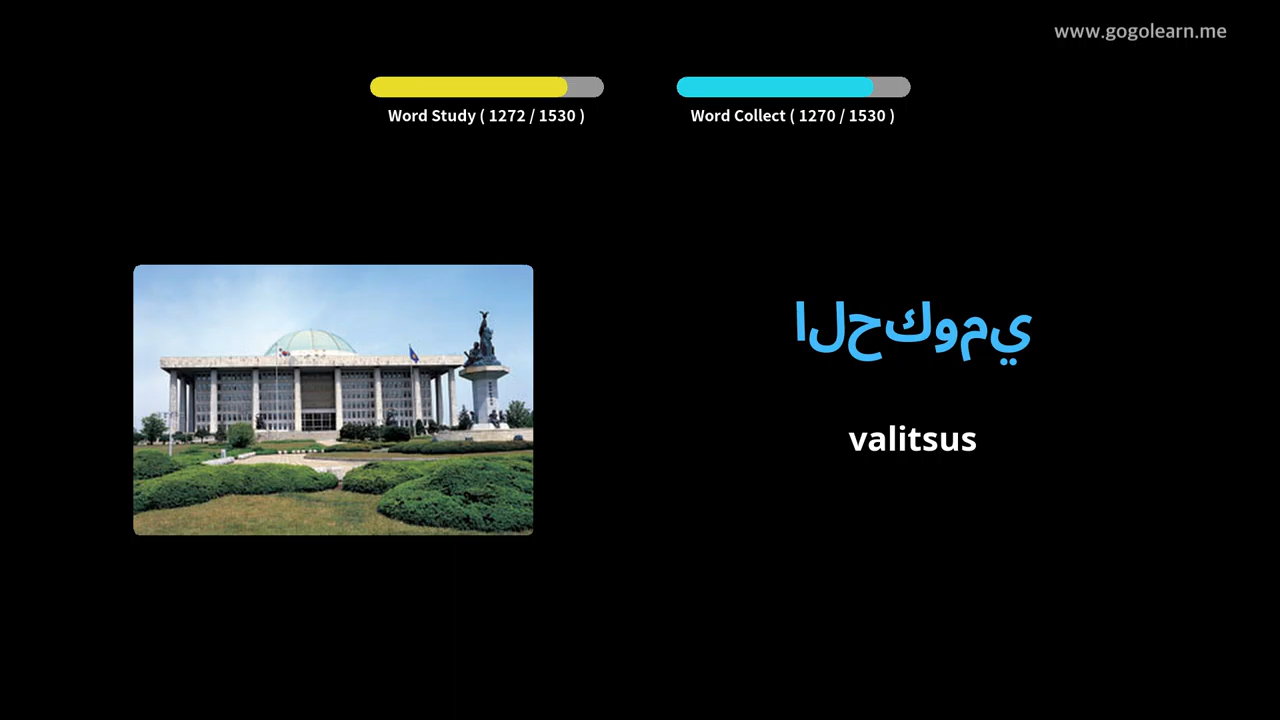 www.gogolearn.me
Word Study ( 1272 / 1530 )
Word Collect ( 1270 / 1530 )
الحكومي
valitsus